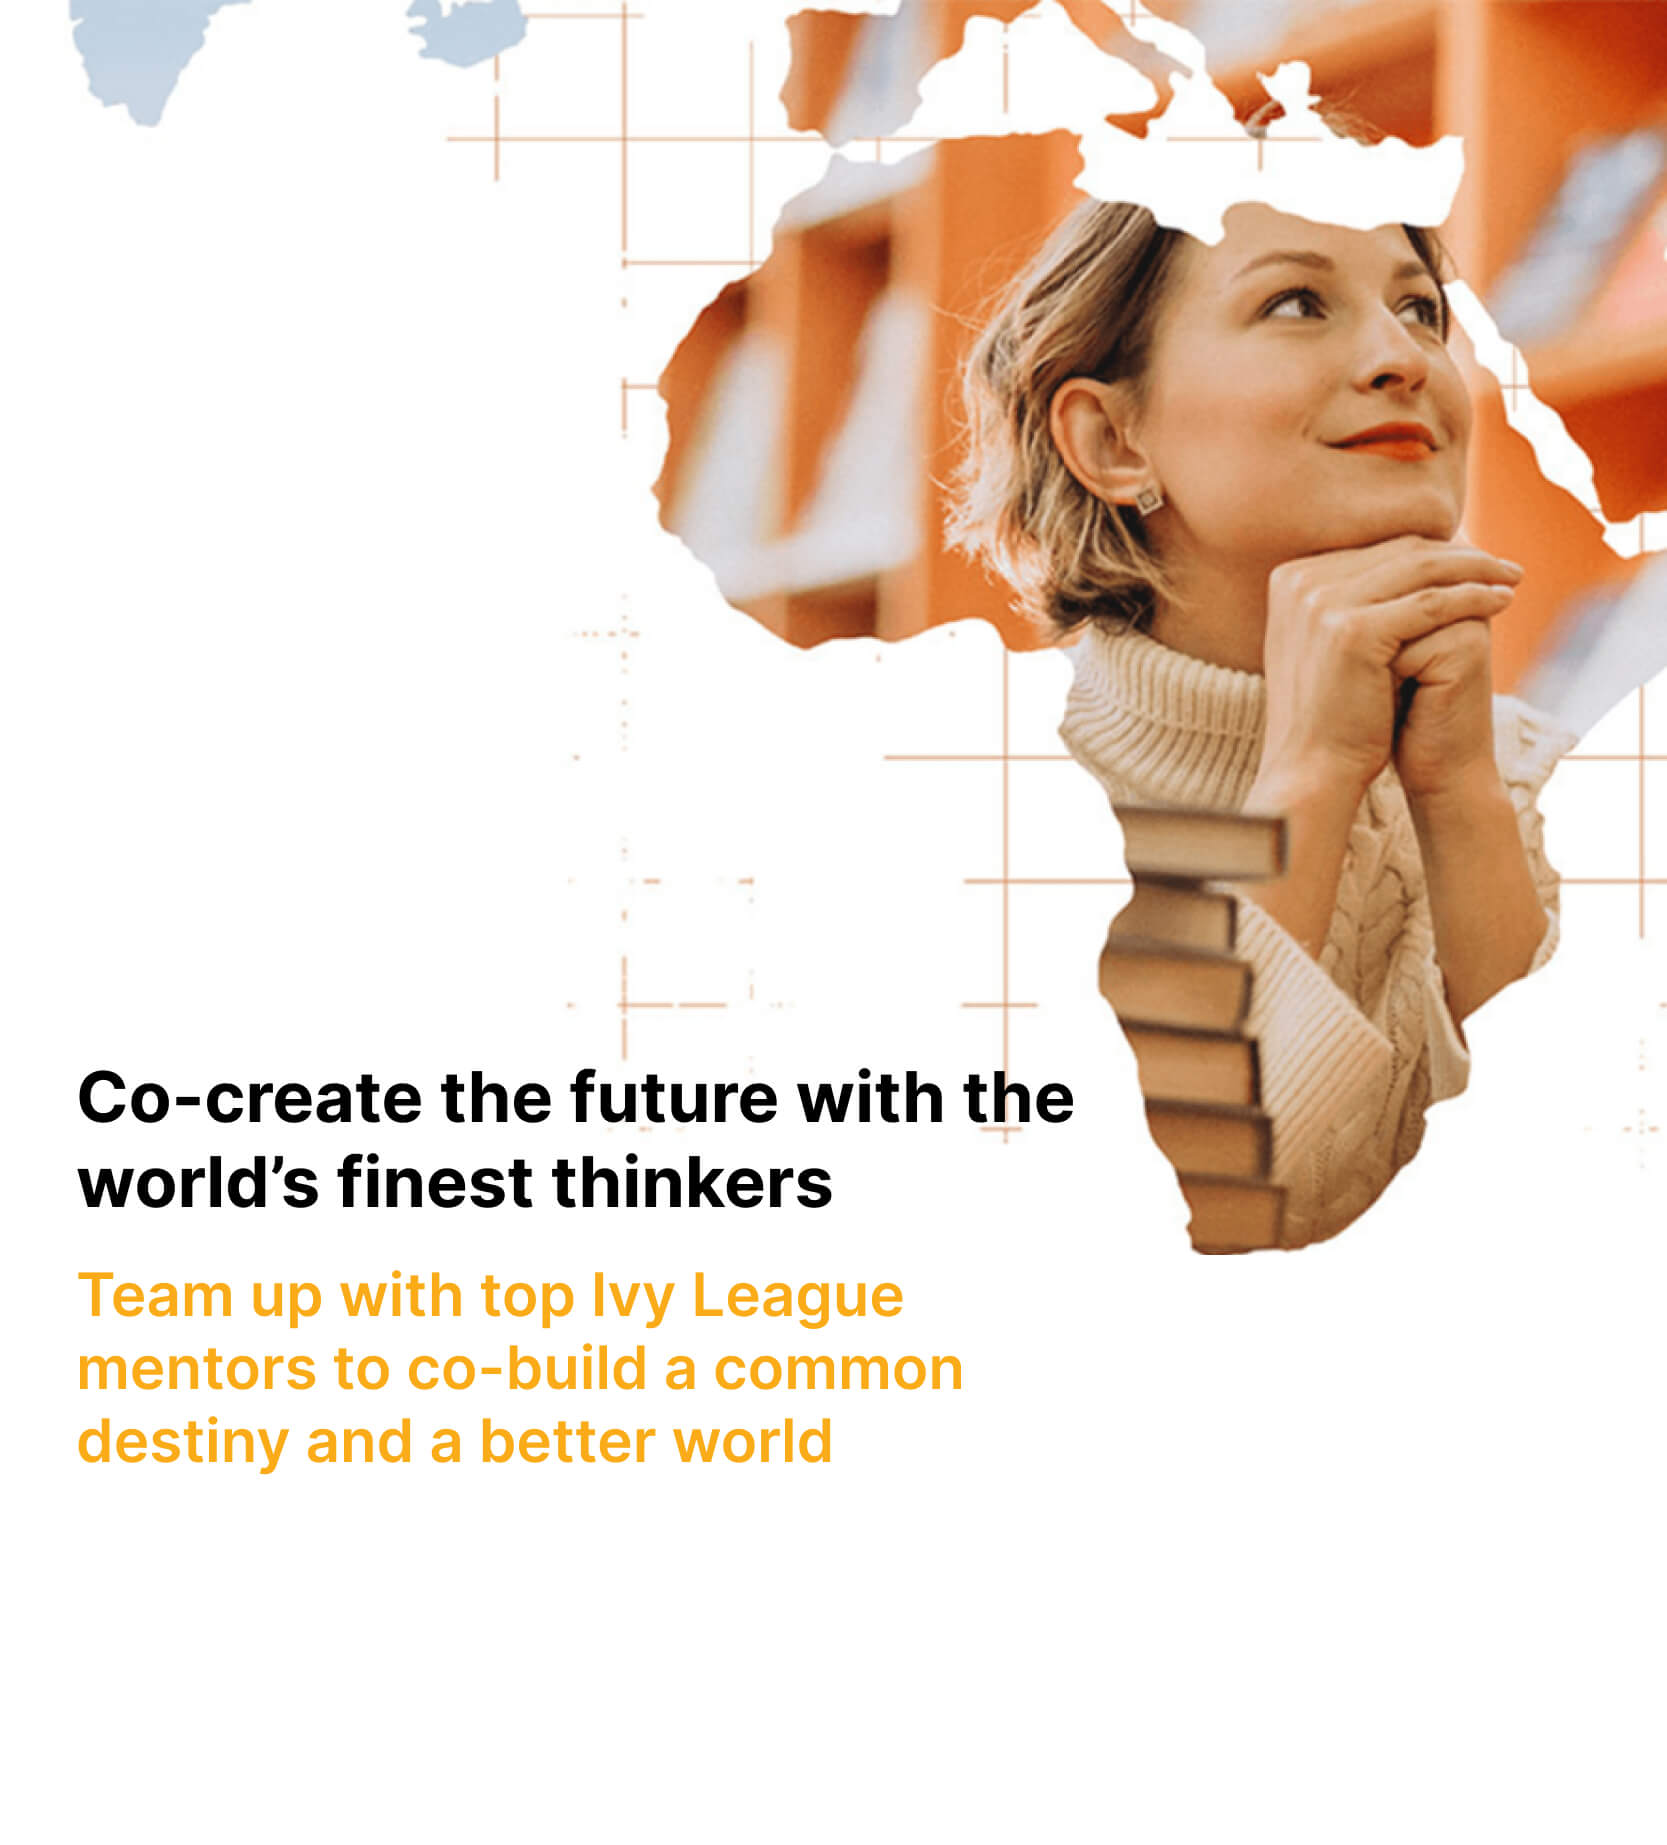 Co-create the future with the
world’s finest thinkers
Team up with top Ivy League
mentors to co-build a common
destiny and a better world